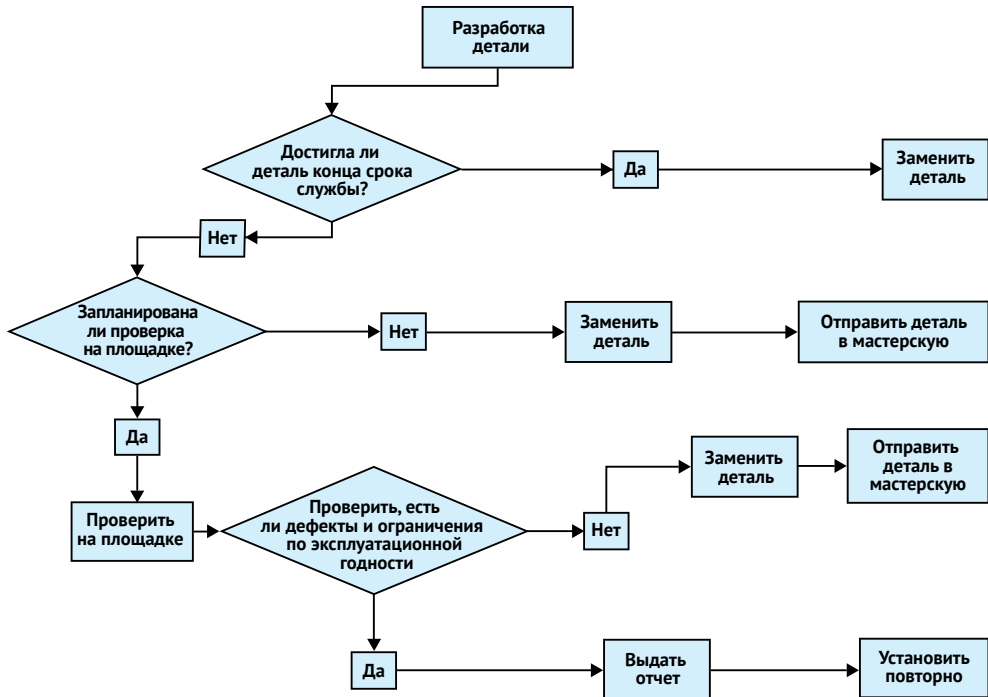 Разработка
детали
Достигла ли
деталь конца срока
службы?
Да
Заменить
деталь
Нет
Запланирована
ли проверка
на площадке?
Нет
Заменить
деталь
Отправить деталь
в мастерскую
Да
Проверить
на площадке
Проверить, есть
ли дефекты и ограничения
по эксплуатационной
годности
Нет
Заменить
деталь
Отправить
деталь в
мастерскую
Да
Выдать
отчет
Установить
повторно